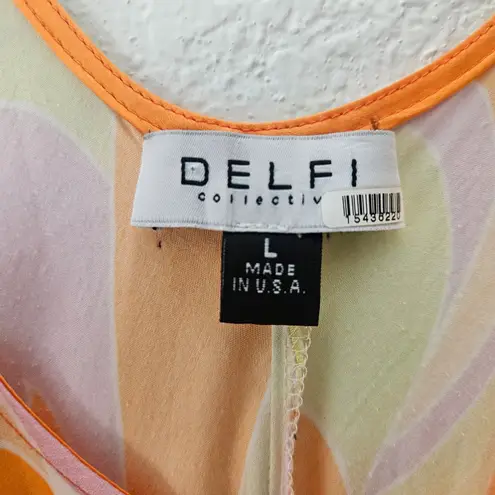 DELFI
collectiv
15436220
L
MADE
IN U.S.A.